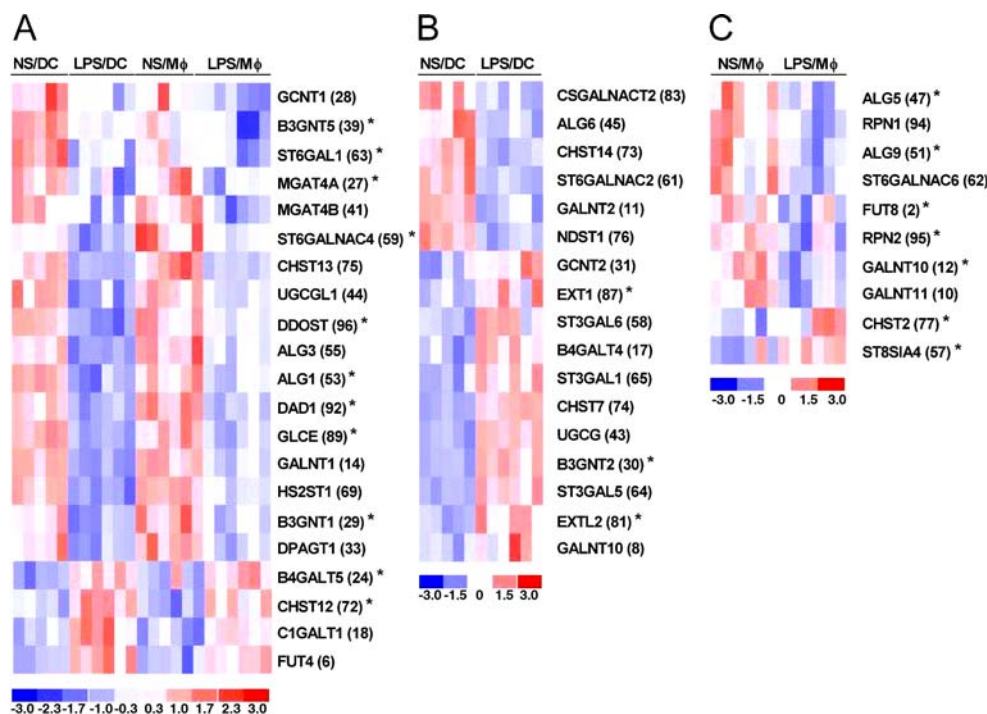 A
NS/DC LPS/DC NS/Mϕ LPS/Mϕ
GCNT1 (28)
B3GNT5 (39) *
ST6GAL1 (63) *
MGAT4A (27) *
MGAT4B (41)
ST6GALNAC4 (59) *
CHST13 (75)
UGCGL1 (44)
DDOST (96) *
ALG3 (55)
ALG1 (53) *
DAD1 (92) *
GLCE (89) *
GALNT1 (14)
HS2ST1 (69)
B3GNT1 (29) *
DPAGT1 (33)
B4GALT5 (24) *
CHST12 (72) *
C1GALT1 (18)
FUT4 (6)
-3.0 -2.3 -1.7 -1.0 -0.3 0.3 1.0 1.7 2.3 3.0
B
NS/DC LPS/DC
CSGALNACT2 (83)
ALG6 (45)
CHST14 (73)
ST6GALNAC2 (61)
GALNT2 (11)
NDST1 (76)
GCNT2 (31)
EXT1 (87) *
ST3GAL6 (58)
B4GALT4 (17)
ST3GAL1 (65)
CHST7 (74)
UGCG (43)
B3GNT2 (30) *
ST3GAL5 (64)
EXTL2 (81) *
GALNT10 (8)
-3.0 -1.5 0 1.5 3.0
C
NS/Mϕ LPS/Mϕ
ALG5 (47) *
RPN1 (94)
ALG9 (51) *
ST6GALNAC6 (62)
FUT8 (2) *
RPN2 (95) *
GALNT10 (12) *
GALNT11 (10)
CHST2 (77) *
ST8SIA4 (57) *
-3.0 -1.5 0 1.5 3.0